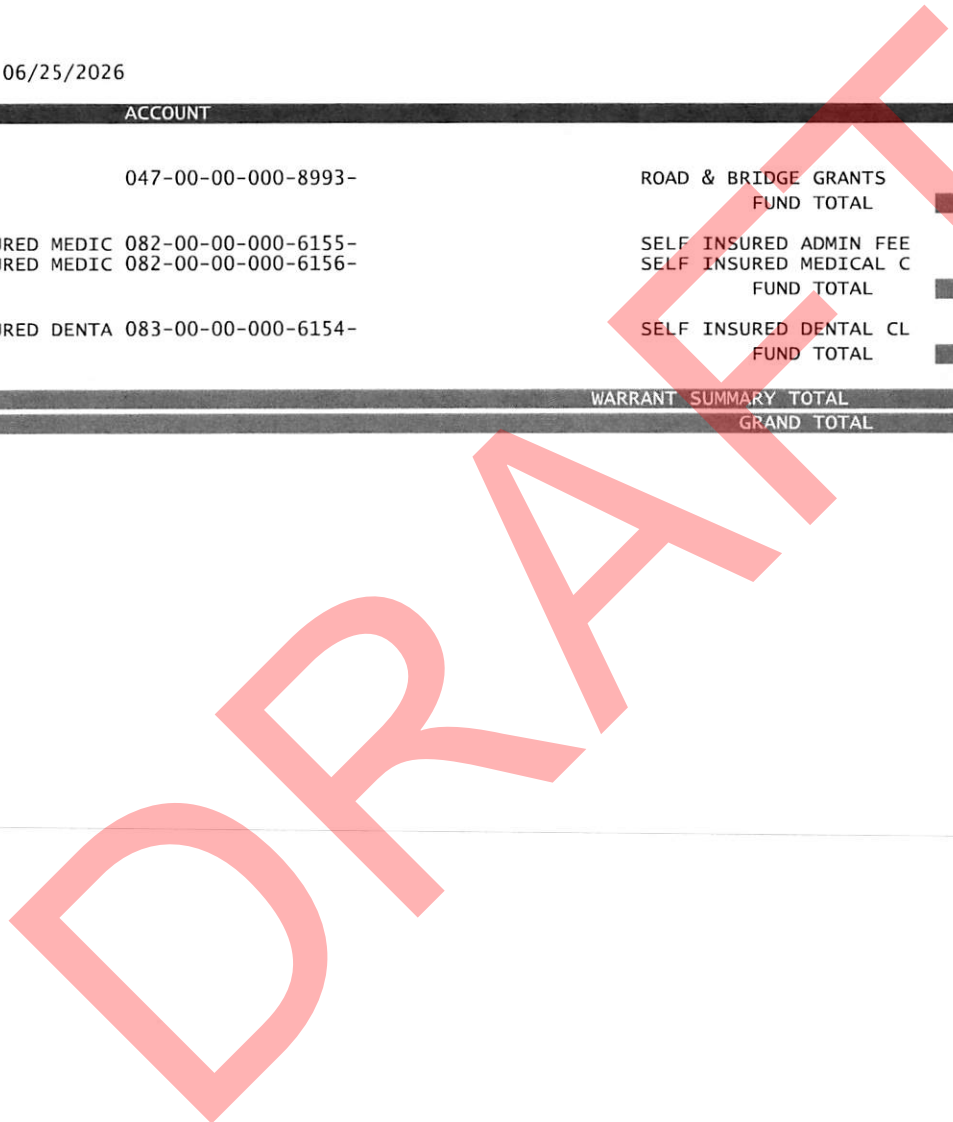 06/25/2026
ACCOUNT
047-00-00-000-8993- ROAD & BRIDGE GRANTS
FUND TOTAL
URED MEDIC 082-00-00-000-6155- SELF INSURED ADMIN FEE
URED MEDIC 082-00-00-000-6156- SELF INSURED MEDICAL C
FUND TOTAL
URED DENTA 083-00-00-000-6154- SELF INSURED DENTAL CL
FUND TOTAL
WARRANT SUMMARY TOTAL
GRAND TOTAL
DRAFT